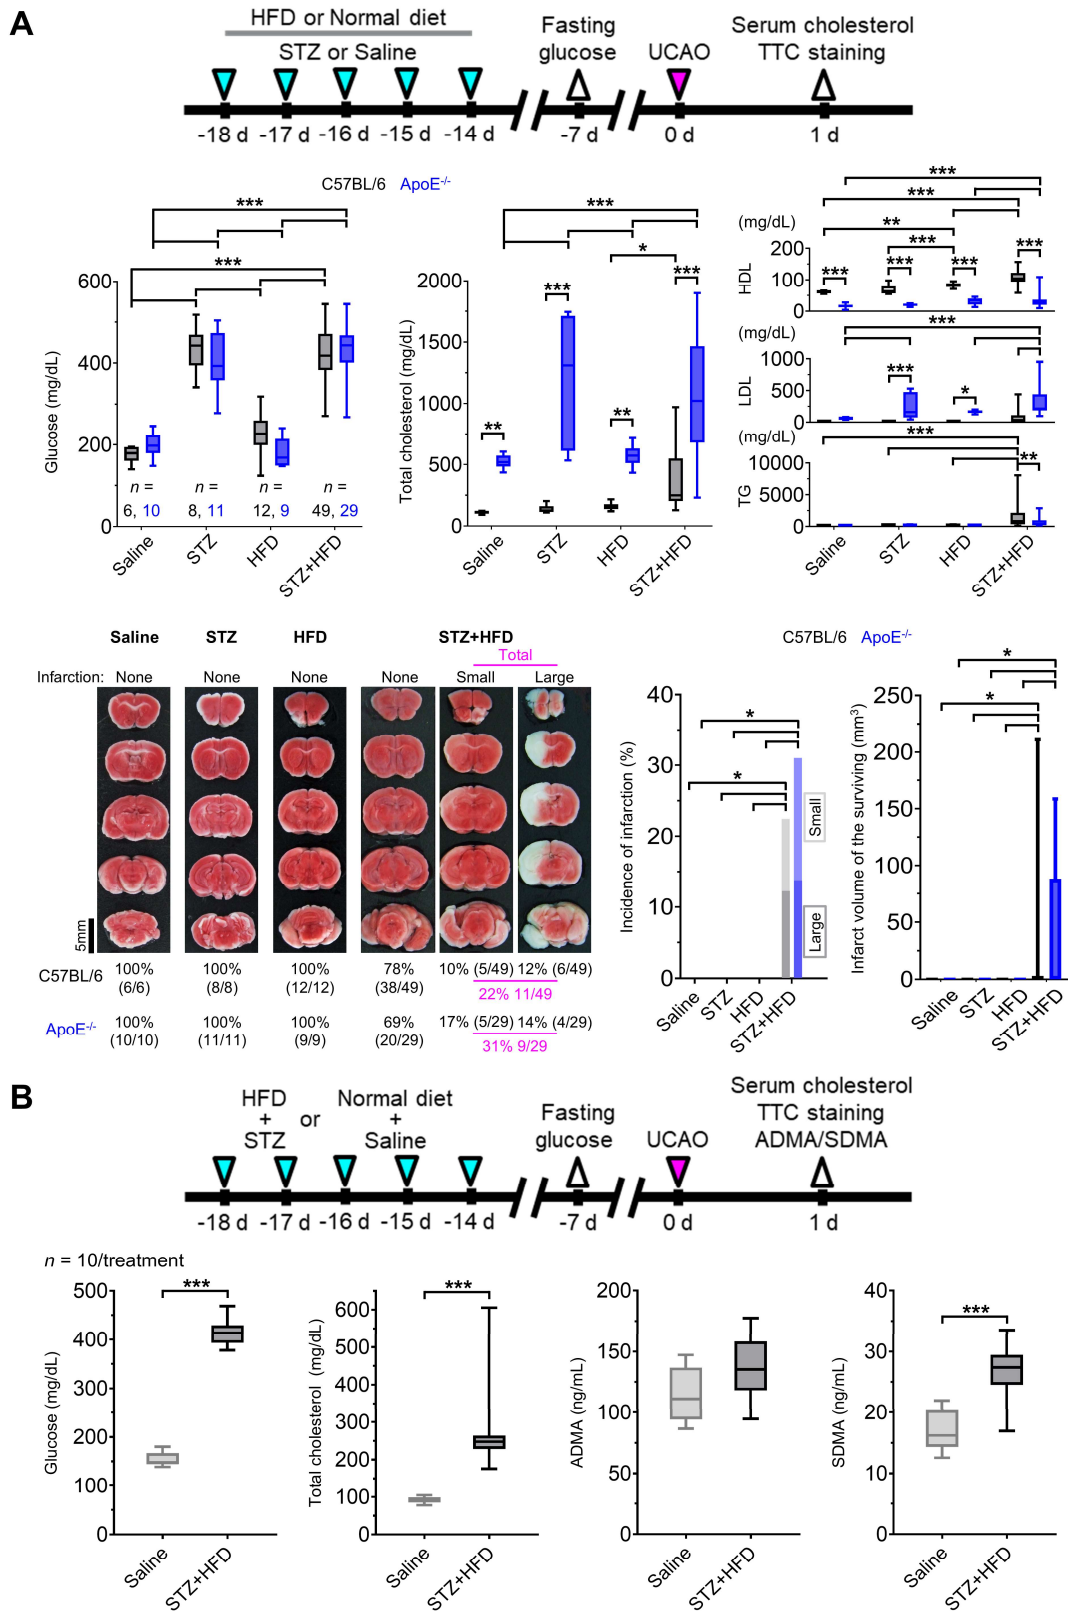 A
HFD or Normal diet
STZ or Saline
Fasting
glucose
UCAO
Serum cholesterol
TTC staining
-18 d -17 d -16 d -15 d -14 d -7 d 0 d 1 d
C57BL/6 ApoE-/-
***
***
600
400
200
0
Glucose (mg/dL)
n = n = n = n =
6, 10 8, 11 12, 9 49, 29
Saline STZ HFD STZ+HFD
***
*
***
***
**
**
2000
1500
1000
500
0
Total cholesterol (mg/dL)
Saline STZ HFD STZ+HFD
***
***
(mg/dL)
**
***
***
*** *** ***
200
100
0
HDL
(mg/dL)
***
***
*
1000
500
0
LDL
(mg/dL)
***
**
10000
5000
0
TG
Saline STZ HFD STZ+HFD
Saline STZ HFD STZ+HFD
Total
Infarction: None None None None Small Large
5mm
C57BL/6 100% 100% 100% 78% 10% (5/49) 12% (6/49)
(6/6) (8/8) (12/12) (38/49) 22% 11/49
ApoE-/- 100% 100% 100% 69% 17% (5/29) 14% (4/29)
(10/10) (11/11) (9/9) (20/29) 31% 9/29
C57BL/6 ApoE-/-
40
30
20
10
0
Incidence of infarction (%)
*
*
Small
Large
Saline STZ HFD STZ+HFD
*
*
250
200
150
100
50
0
Infarct volume of the surviving (mm3)
Saline STZ HFD STZ+HFD
B
HFD
+
STZ
or
Normal diet
+
Saline
Fasting
glucose
UCAO
Serum cholesterol
TTC staining
ADMA/SDMA
-18 d -17 d -16 d -15 d -14 d -7 d 0 d 1 d
n = 10/treatment
***
500
400
300
200
100
0
Glucose (mg/dL)
Saline STZ+HFD
***
600
500
400
300
200
100
0
Total cholesterol (mg/dL)
Saline STZ+HFD
200
150
100
50
0
ADMA (ng/mL)
Saline STZ+HFD
***
40
30
20
10
0
SDMA (ng/mL)
Saline STZ+HFD